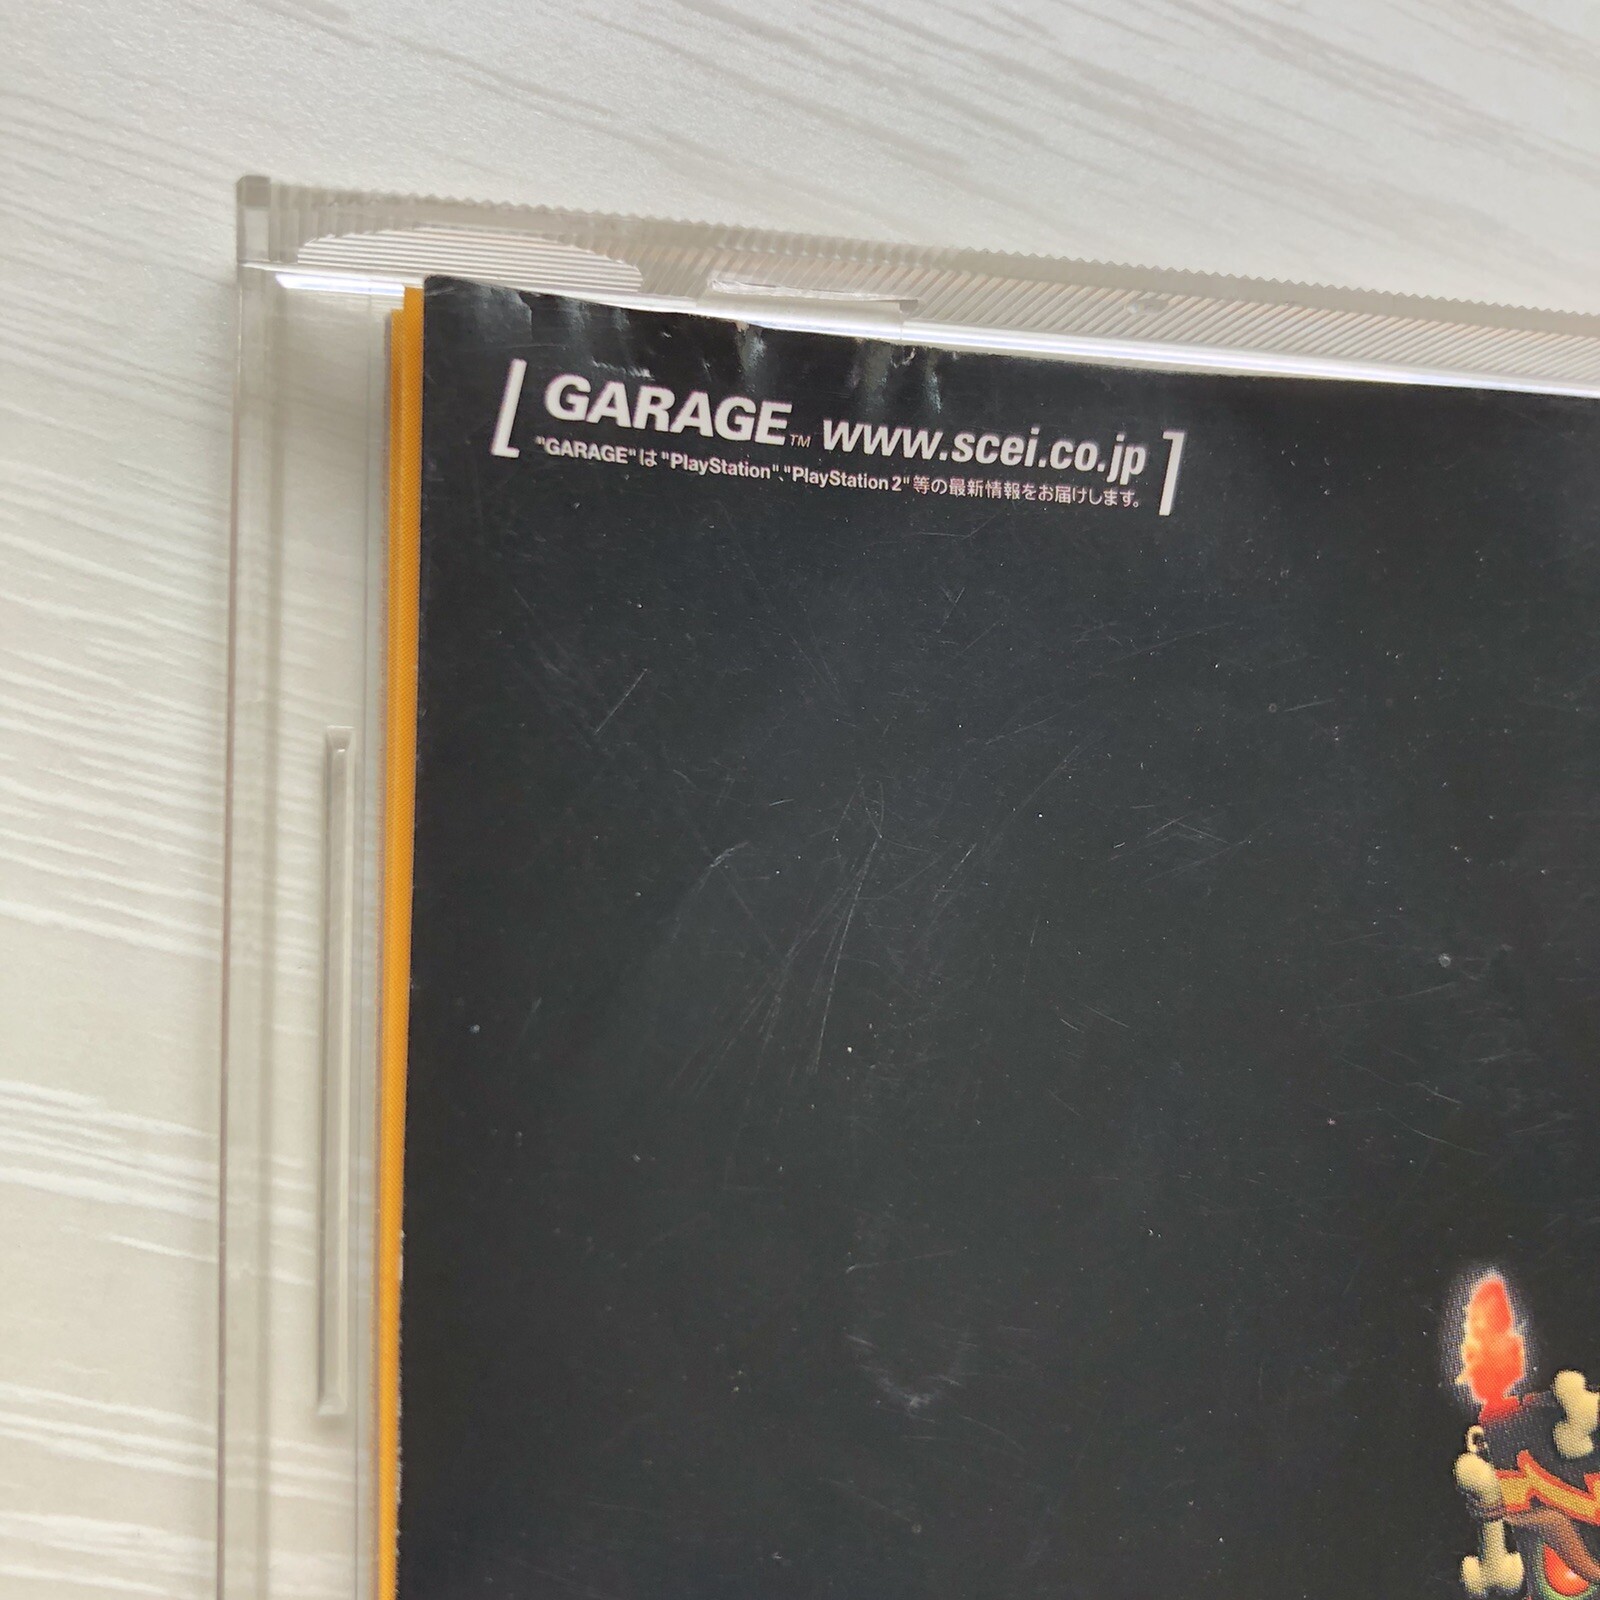 [ GARAGE™ www.scei.co.jp ]
"GARAGE"は"PlayStation"、"PlayStation 2"等の最新情報をお届けします。